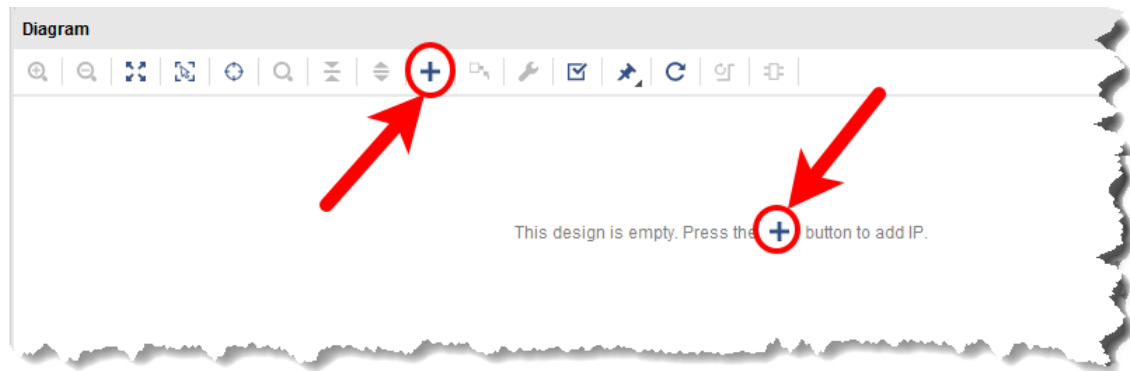 Diagram
This design is empty. Press the + button to add IP.